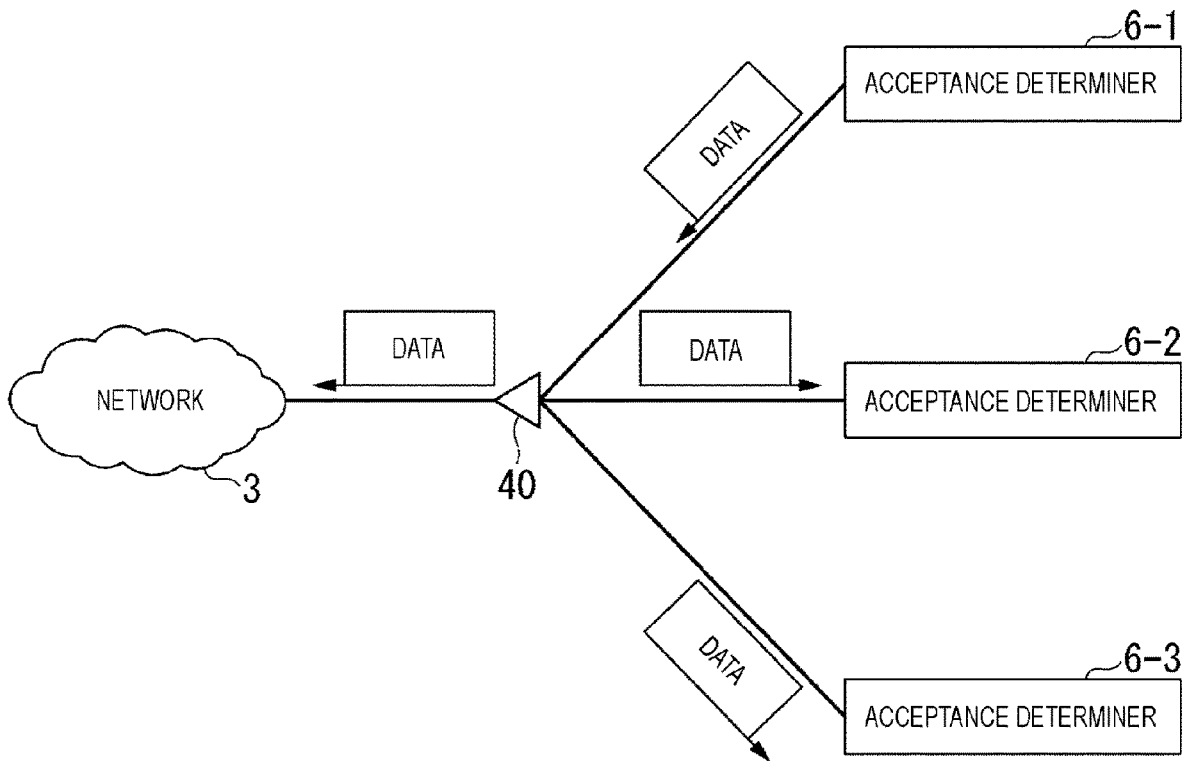 6-1
ACCEPTANCE DETERMINER
DATA
DATA
DATA
6-2
NETWORK
ACCEPTANCE DETERMINER
3
40
DATA
6-3
ACCEPTANCE DETERMINER